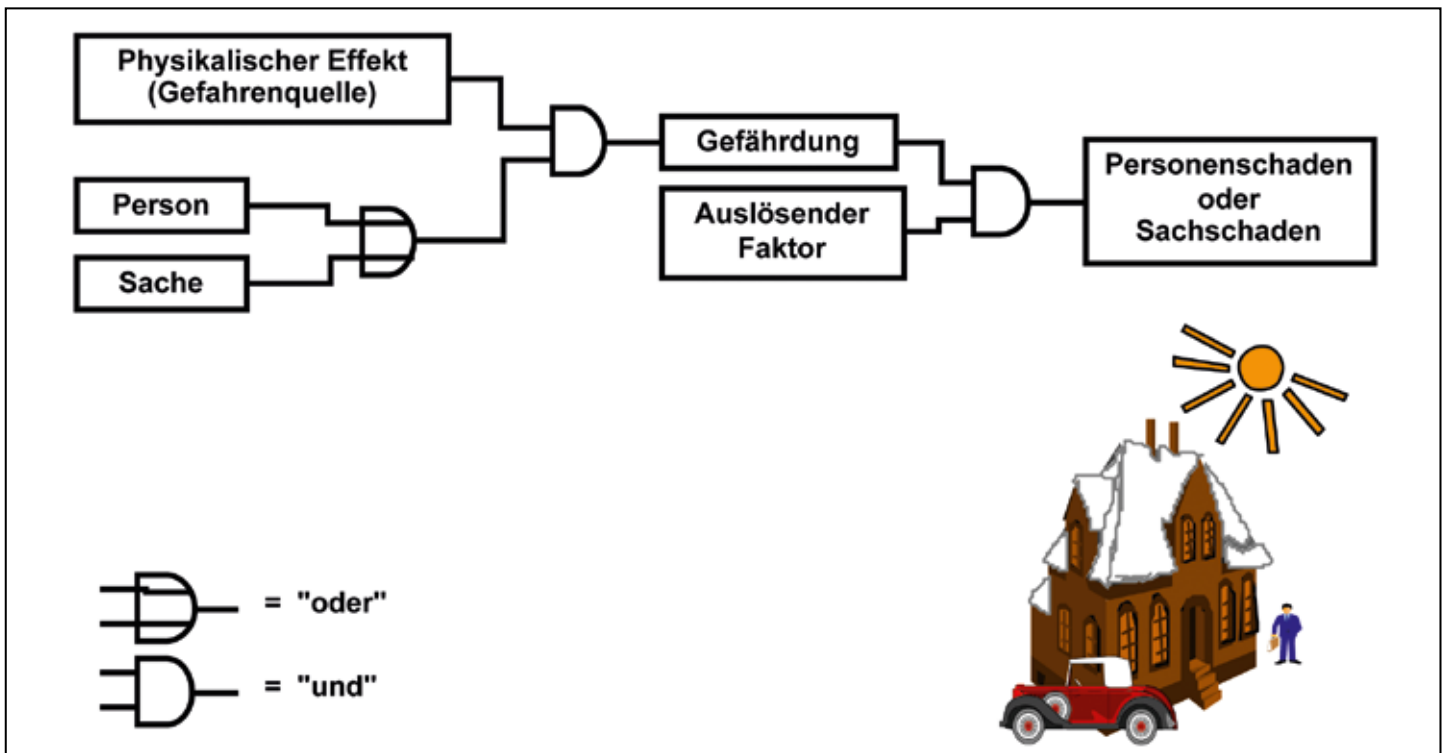 Physikalischer Effekt
(Gefahrenquelle)
Person
Sache
Gefährdung
Auslösender
Faktor
Personenschaden
oder
Sachschaden
= "oder"
= "und"